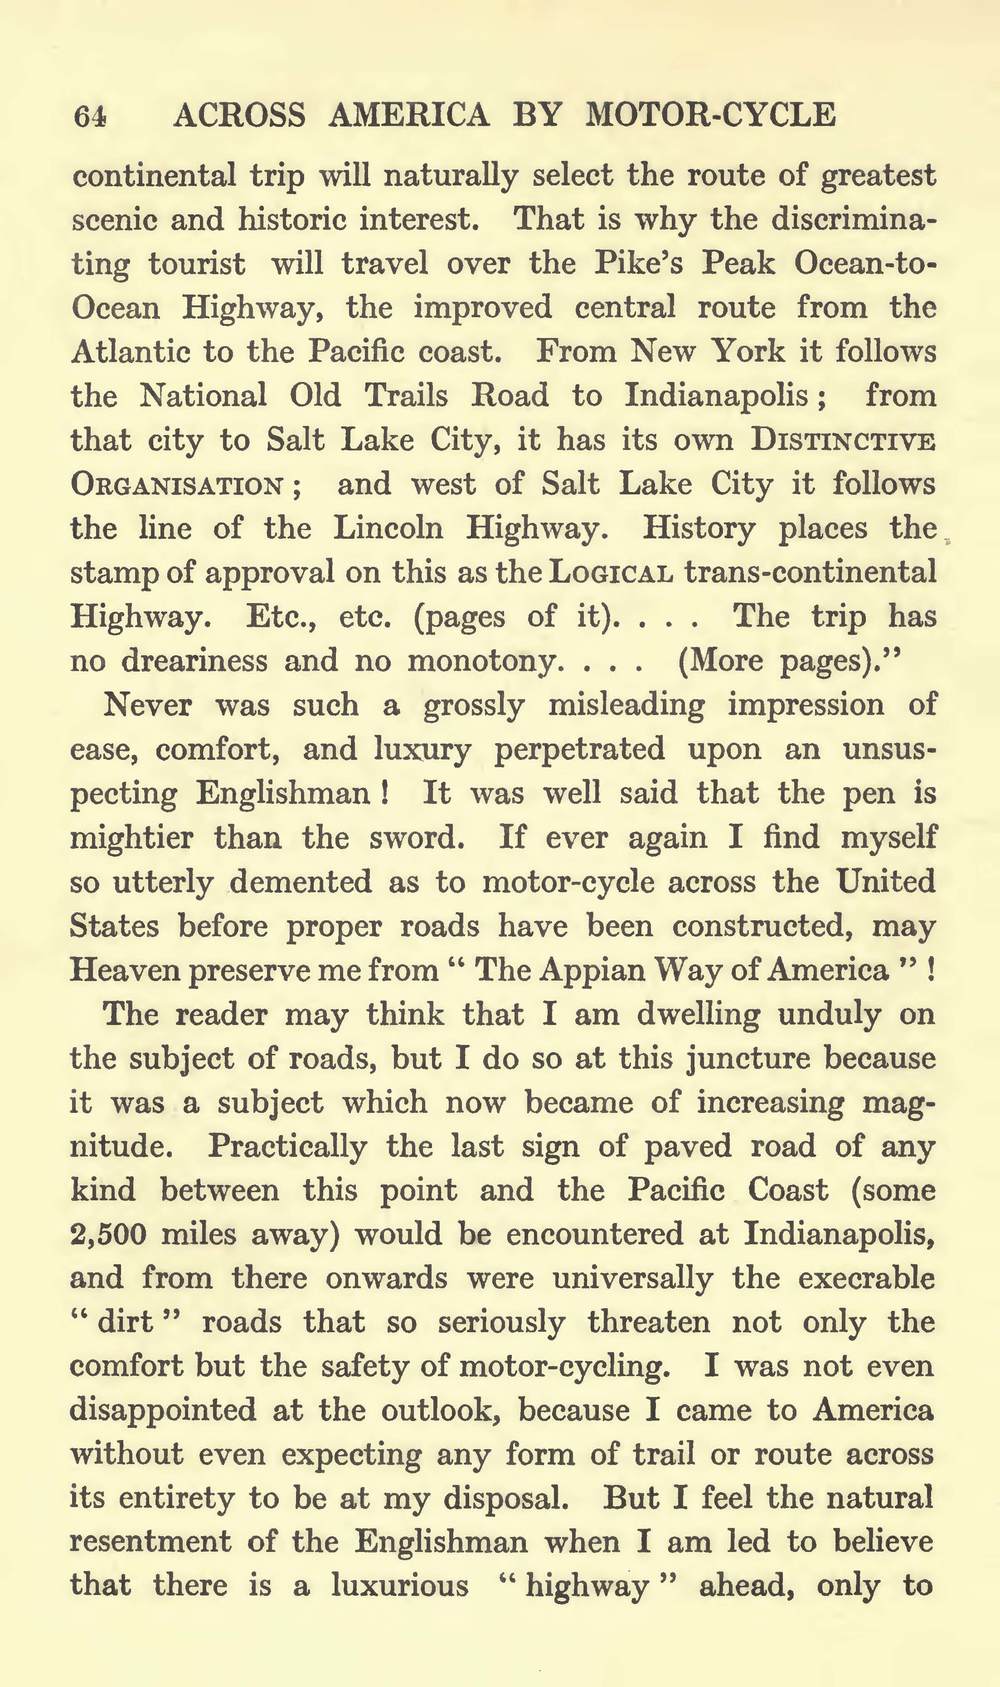 64 ACROSS AMERICA BY MOTOR-CYCLE
continental trip will naturally select the route of greatest
scenic and historic interest. That is why the discrimina-
ting tourist will travel over the Pike's Peak Ocean-to-
Ocean Highway, the improved central route from the
Atlantic to the Pacific coast. From New York it follows
the National Old Trails Road to Indianapolis; from
that city to Salt Lake City, it has its own DISTINCTIVE
ORGANISATION; and west of Salt Lake City it follows
the line of the Lincoln Highway. History places the
stamp of approval on this as the LOGICAL trans-continental
Highway. Etc., etc. (pages of it). . . . The trip has
no dreariness and no monotony. . . . (More pages)."
Never was such a grossly misleading impression of
ease, comfort, and luxury perpetrated upon an unsus-
pecting Englishman! It was well said that the pen is
mightier than the sword. If ever again I find myself
so utterly demented as to motor-cycle across the United
States before proper roads have been constructed, may
Heaven preserve me from "The Appian Way of America"!
The reader may think that I am dwelling unduly on
the subject of roads, but I do so at this juncture because
it was a subject which now became of increasing mag-
nitude. Practically the last sign of paved road of any
kind between this point and the Pacific Coast (some
2,500 miles away) would be encountered at Indianapolis,
and from there onwards were universally the execrable
"dirt" roads that so seriously threaten not only the
comfort but the safety of motor-cycling. I was not even
disappointed at the outlook, because I came to America
without even expecting any form of trail or route across
its entirety to be at my disposal. But I feel the natural
resentment of the Englishman when I am led to believe
that there is a luxurious "highway" ahead, only to